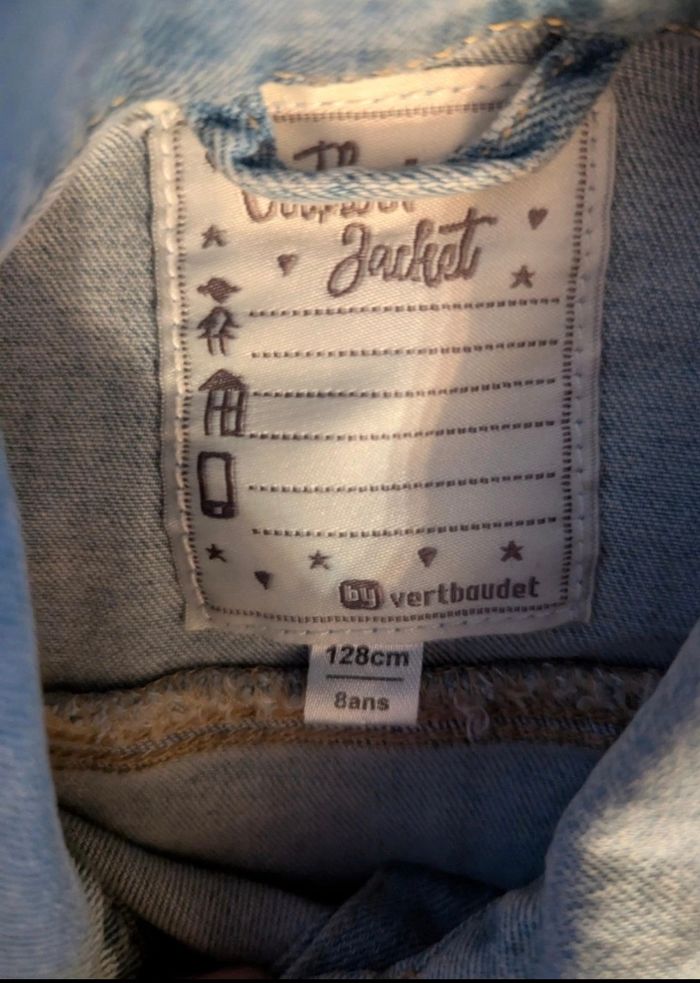 Jacket
by vertbaudet
128cm
8ans